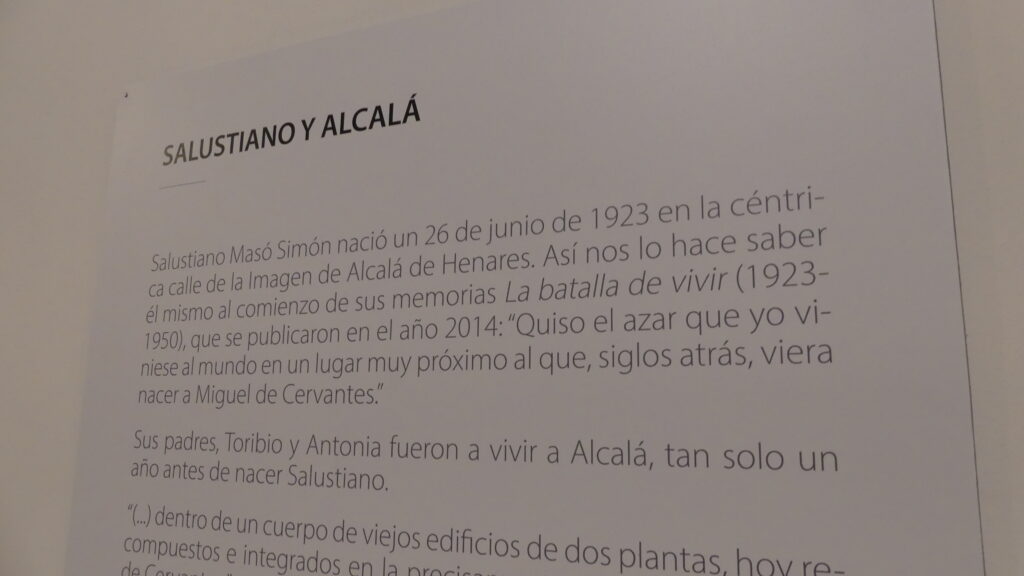 SALUSTIANO Y ALCALÁ
Salustiano Masó Simón nació un 26 de junio de 1923 en la céntri-
ca calle de la Imagen de Alcalá de Henares. Así nos lo hace saber
él mismo al comienzo de sus memorias La batalla de vivir (1923-
1950), que se publicaron en el año 2014: “Quiso el azar que yo vi-
niese al mundo en un lugar muy próximo al que, siglos atrás, viera
nacer a Miguel de Cervantes.”
Sus padres, Toribio y Antonia fueron a vivir a Alcalá, tan solo un
año antes de nacer Salustiano.
“(...) dentro de un cuerpo de viejos edificios de dos plantas, hoy re-
compuestos e integrados en la